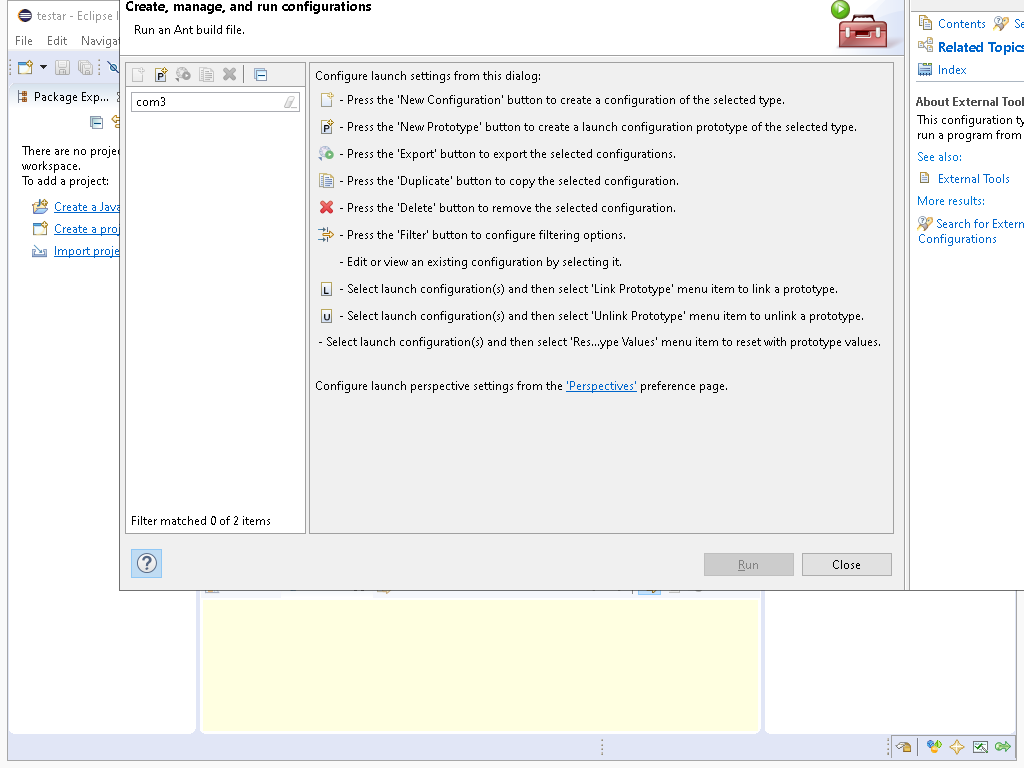 testar - Eclipse
File Edit
Package Exp...
There are no
workspace.
To add a project:
Create a Java
Create a
Import
Create, manage, and run configurations
Run an Ant build file.
com3
Filter matched 0 of 2 items
Configure launch settings from this dialog:
- Press the 'New Configuration' button to create a configuration of the selected type.
P - Press the 'New Prototype' button to create a launch configuration prototype of the selected type.
- Press the 'Export' button to export the selected configurations.
- Press the 'Duplicate' button to copy the selected configuration.
- Press the 'Delete' button to remove the selected configuration.
- Press the 'Filter' button to configure filtering options.
- Edit or view an existing configuration by selecting it.
L - Select launch configuration(s) and then select 'Link Prototype' menu item to link a prototype.
U - Select launch configuration(s) and then select 'Unlink Prototype' menu item to unlink a prototype.
- Select launch configuration(s) and then select 'Res...ype Values' menu item to reset with prototype values.
Configure launch perspective settings from the 'Perspectives' preference page.
?
Run Close
Contents
Related Topics
Index
About External
This configuration
run a program from
See also:
External Tools
More results:
Search for
Configurations